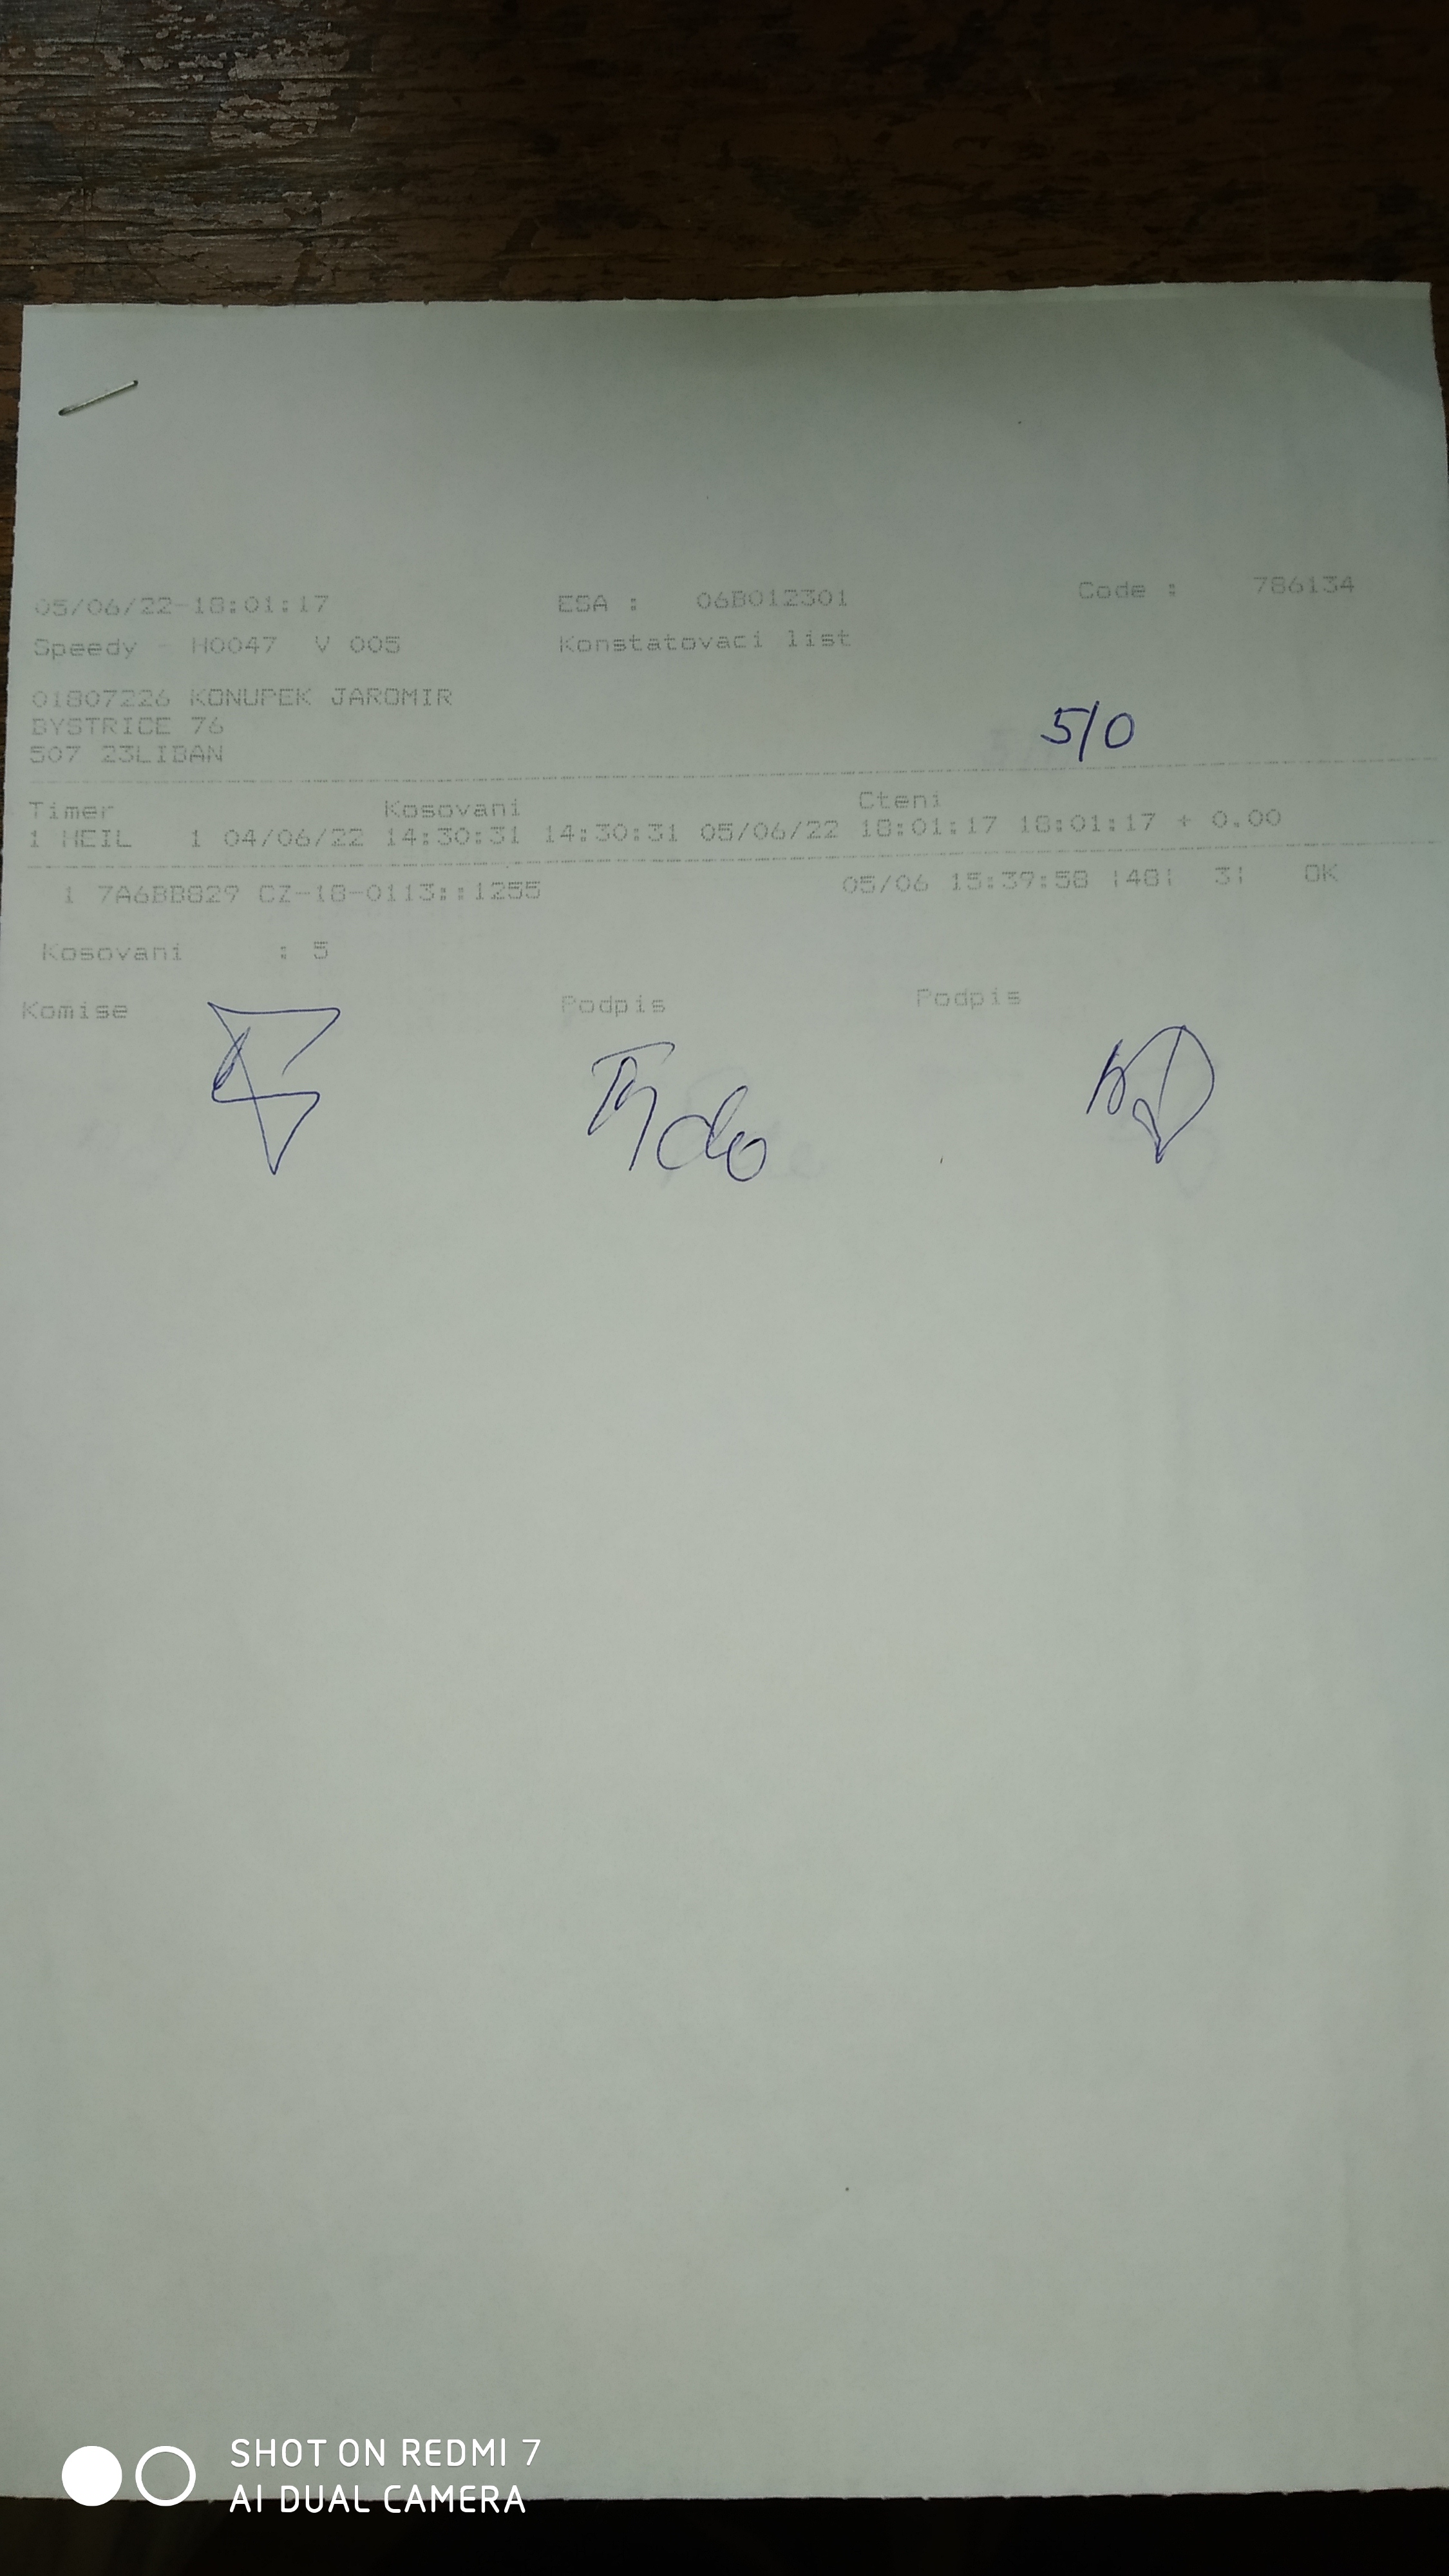 05/06/22-18:01:17 ESA : 06B012301 Code : 786134
Speedy - H0047 V 005 Konstatovaci list
01807226 KONUPEK JAROMIR
BYSTRICE 76
507 23LIBAN
5/0
Timer Kosovani Cteni
1 HEIL 1 04/06/22 14:30:31 14:30:31 05/06/22 18:01:17 18:01:17 + 0.00
1 7A6BB829 CZ-18-0113::1255 05/06 15:39:58 |48| 3| OK
Kosovani : 5
Komise Podpis Podpis
SHOT ON REDMI 7
AI DUAL CAMERA